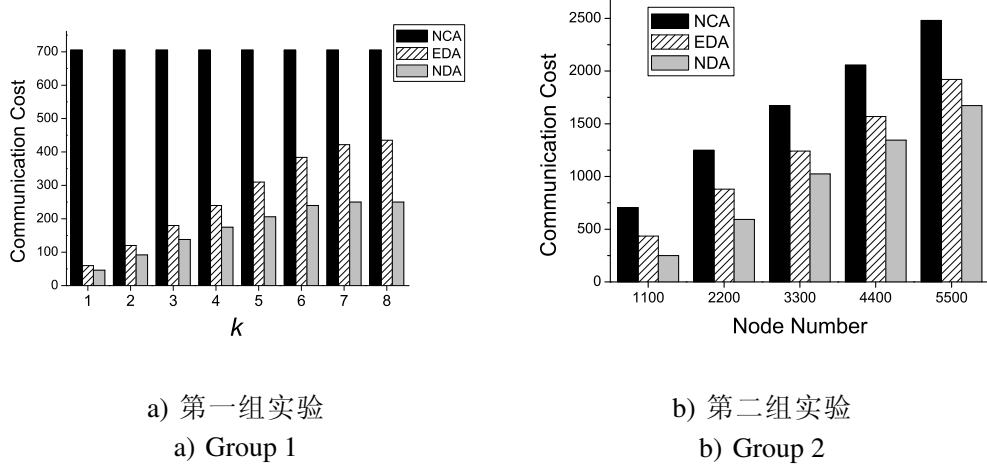 NCA
EDA
NDA
700
600
500
400
300
200
100
0
Communication Cost
1 2 3 4 5 6 7 8
k
NCA
EDA
NDA
2500
2000
1500
1000
500
0
Communication Cost
1100 2200 3300 4400 5500
Node Number
a) 第一组实验
a) Group 1
b) 第二组实验
b) Group 2